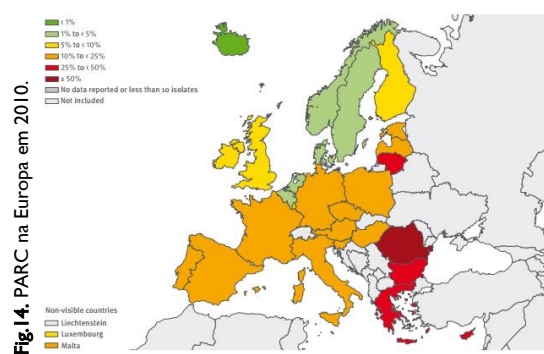 < 1%
1% to < 5%
5% to < 10%
10% to < 25%
25% to < 50%
≥ 50%
No data reported or less than 10 isolates
Not included
Non-visible countries
Liechtenstein
Luxembourg
Malta
Fig.14. PARC na Europa em 2010.